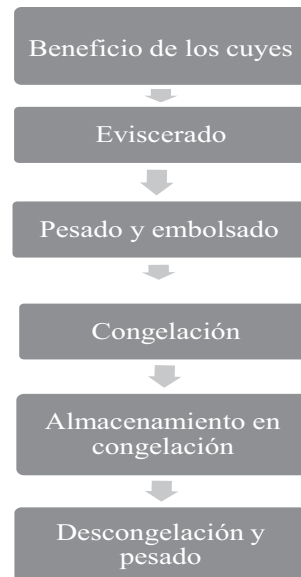 Beneficio de los cuyes
Eviscerado
Pesado y embolsado
Congelación
Almacenamiento en
congelación
Descongelación y
pesado